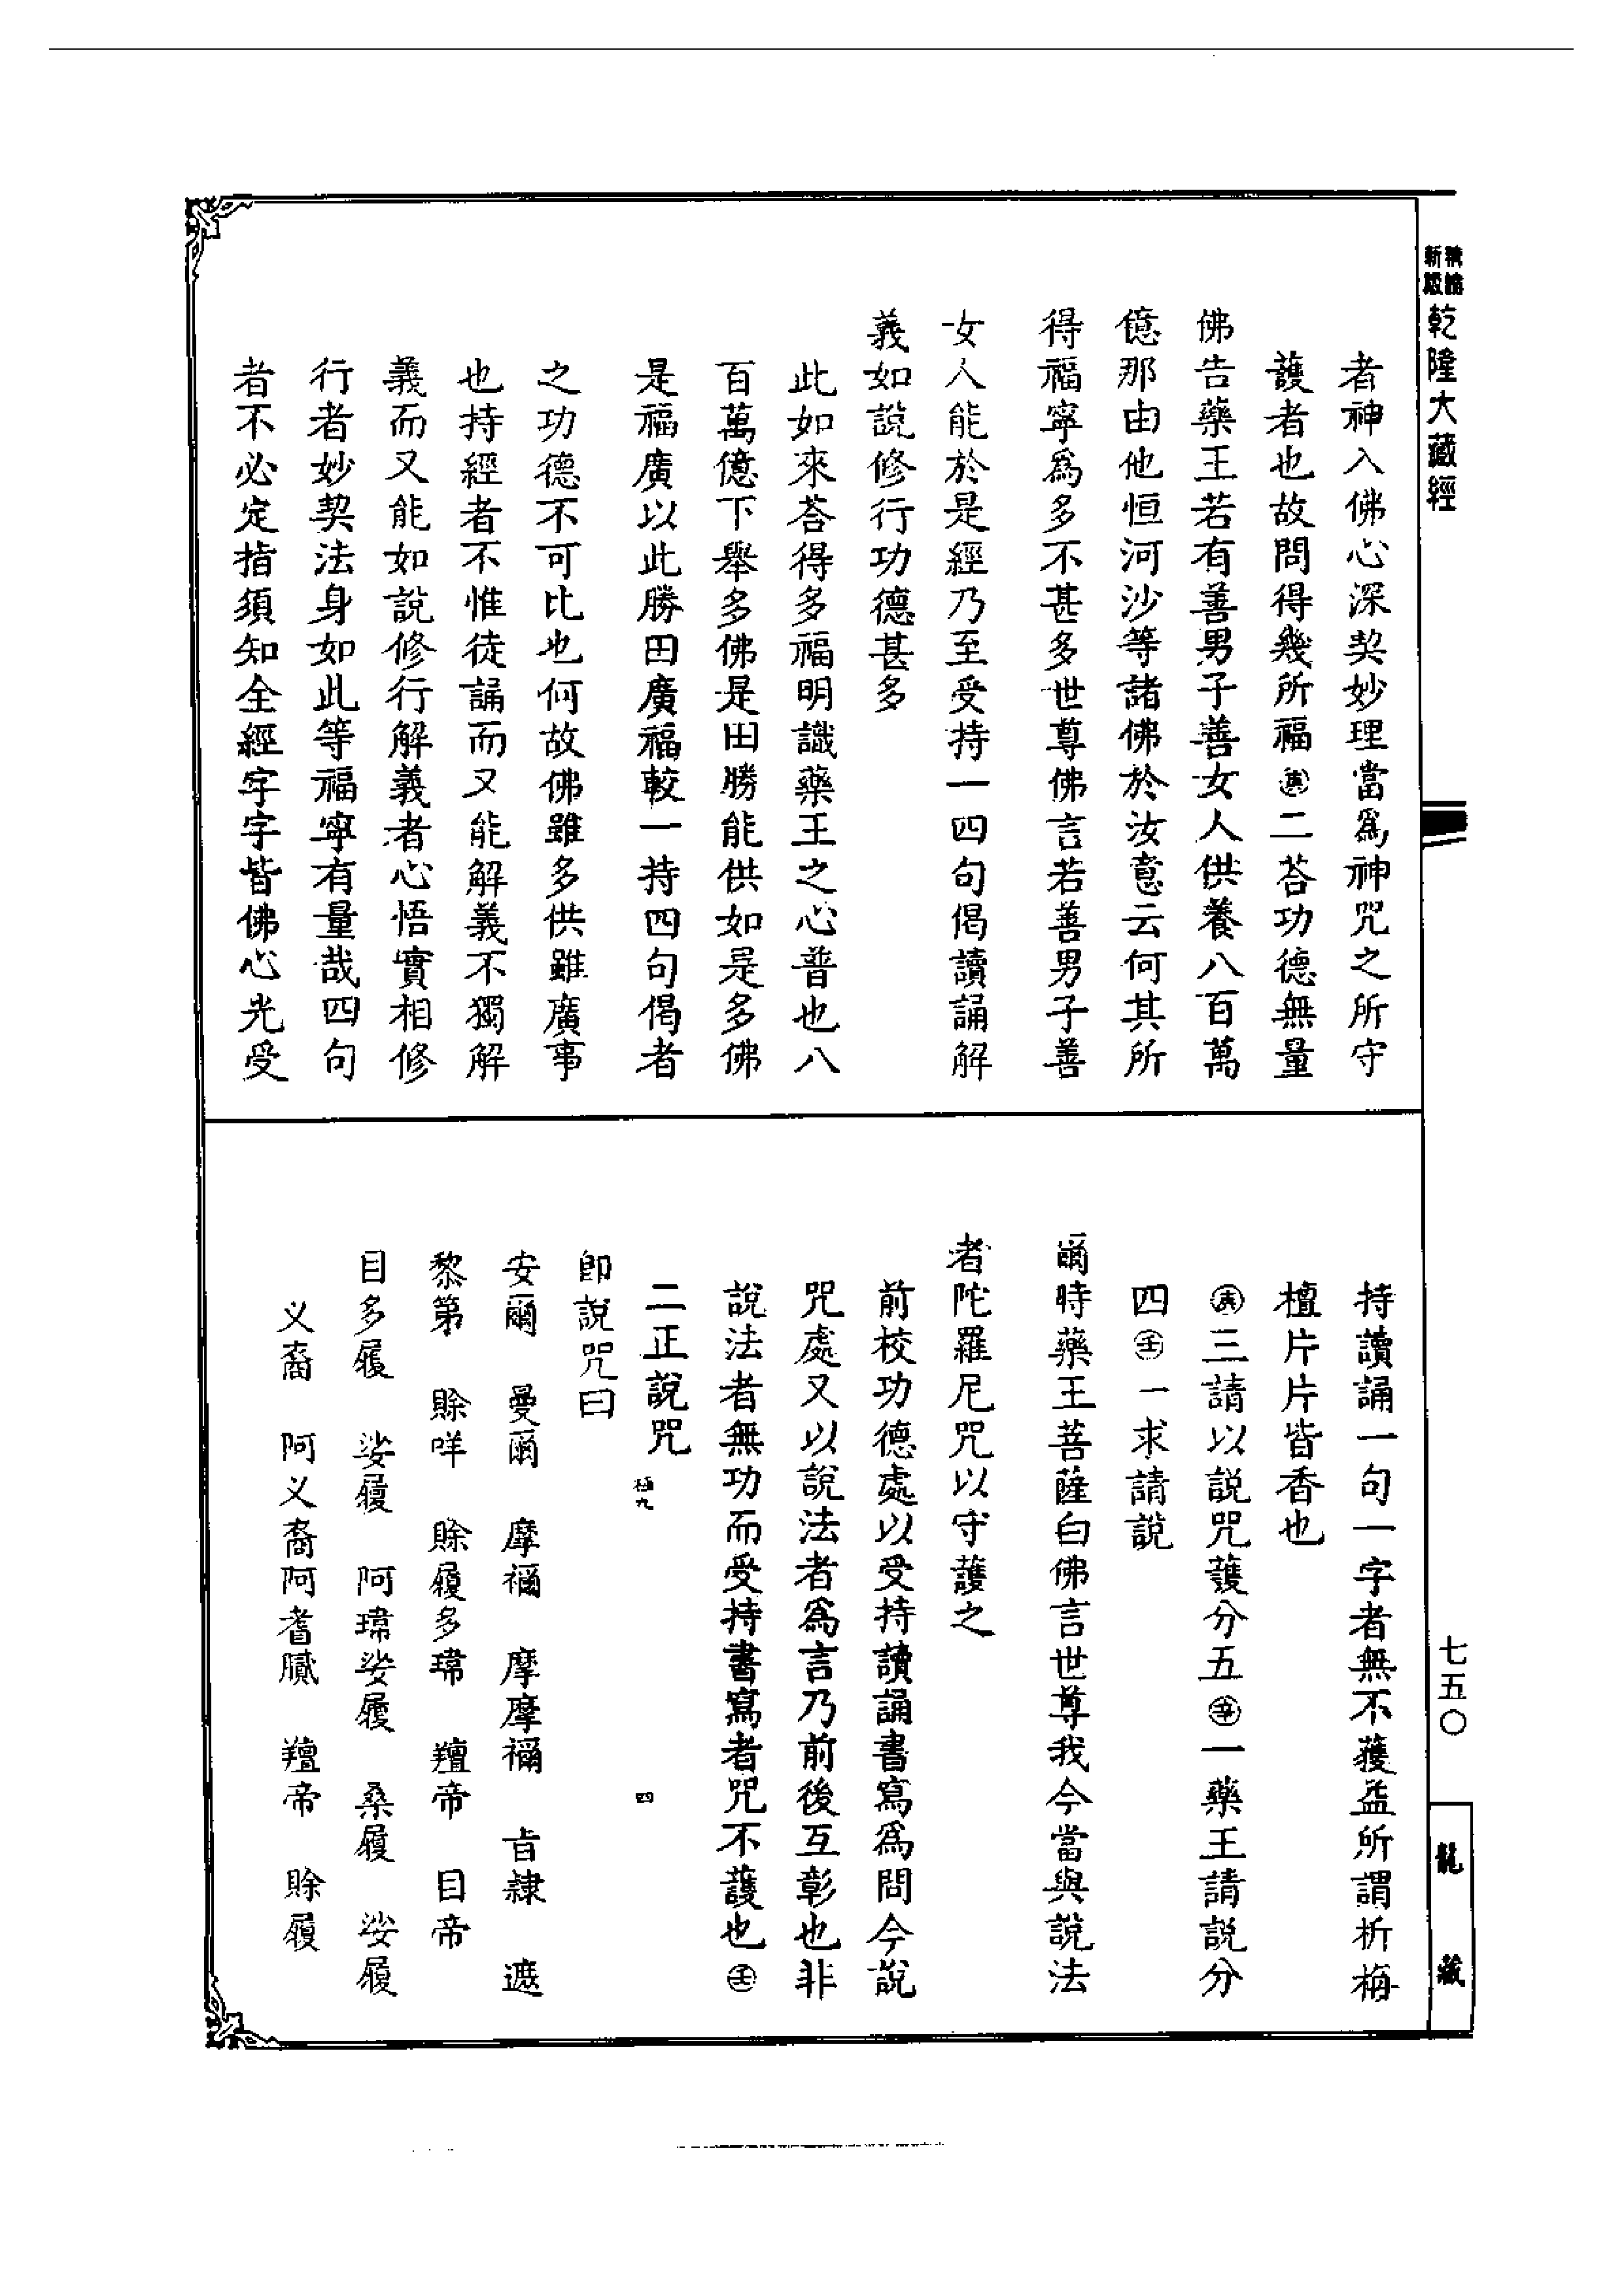 精縮新版乾隆大藏經
者神入佛心深契妙理當為神咒之所守
護者也故問得幾所福㊎二荅功德無量
佛告藥王若有善男子善女人供養八百萬
億那由他恒河沙等諸佛於汝意云何其所
得福寧為多不甚多世尊佛言若善男子善
女人能於是經乃至受持一四句偈讀誦解
義如說修行功德甚多
此如來荅得多福明識藥王之心普也八
百萬億下舉多佛是田勝能供如是多佛
是福廣以此勝田廣福較一持四句偈者
之功德不可比也何故佛雖多供雖廣事
也持經者不惟徒誦而又能解義不獨解
義而又能如說修行解義者心悟實相修
行者妙契法身如此等福寧有量哉四句
者不必定指須知全經字字皆佛心光受
持讀誦一句一字者無不獲益所謂析栴
檀片片皆香也
三請以說咒護分五一藥王請說分
四一求請說
爾時藥王菩薩白佛言世尊我今當與說法
者陀羅尼咒以守護之
前校功德處以受持讀誦書寫為問今說
咒處又以說法者為言乃前後互彰也非
說法者無功而受持書寫者咒不護也
二正說咒
極九 四
即說咒曰
安爾 曼爾 摩禰 摩摩禰 旨隸 遮
黎第 賒咩 賒履多瑋 羶帝 目帝
目多履 娑履 阿瑋娑履 桑履 娑履
叉裔 阿叉裔阿耆膩 羶帝 賒履
七五〇
龍藏